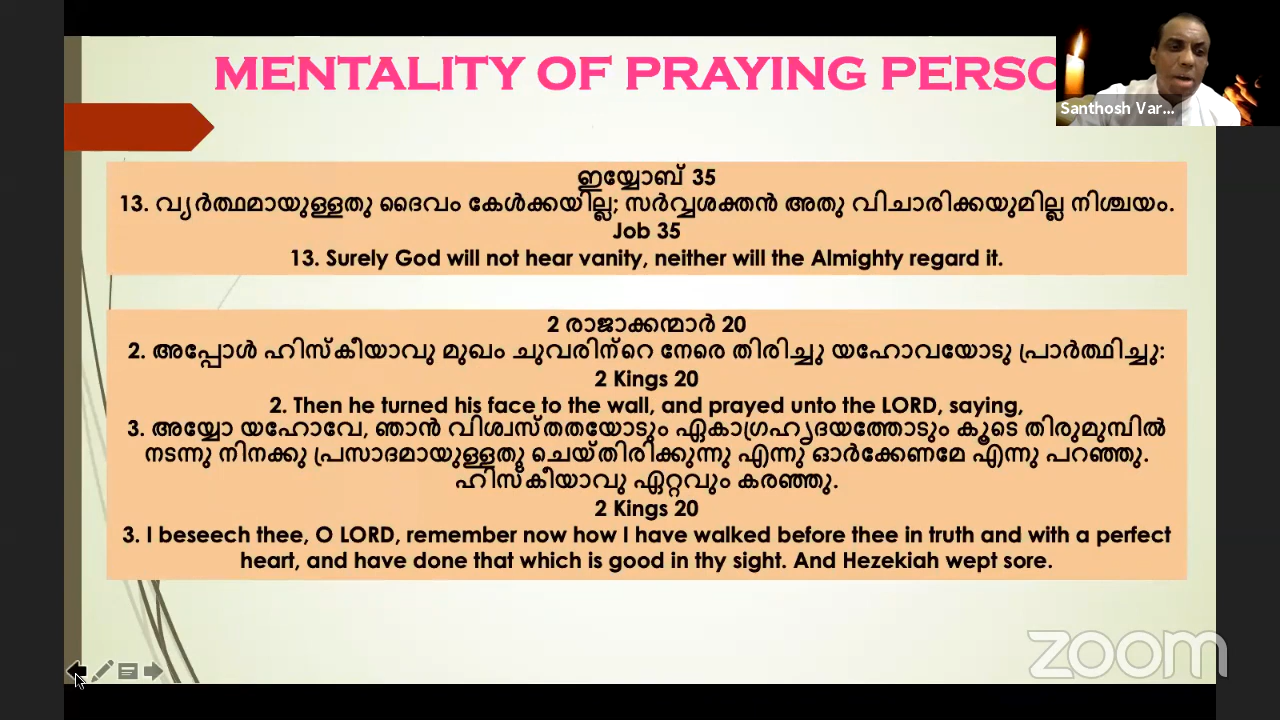 MENTALITY OF PRAYING PERSO
Santhosh Var...
ഇയ്യോബ് 35
13. വ്യർത്ഥമായുള്ളതു ദൈവം കേൾക്കയില്ല; സർവ്വശക്തൻ അതു വിചാരിക്കയുമില്ല നിശ്ചയം.
Job 35
13. Surely God will not hear vanity, neither will the Almighty regard it.
2 രാജാക്കന്മാർ 20
2. അപ്പോൾ ഹിസ്കീയാവു മുഖം ചുവരിന്റെ നേരെ തിരിച്ചു യഹോവയോടു പ്രാർത്ഥിച്ചു:
2 Kings 20
2. Then he turned his face to the wall, and prayed unto the LORD, saying,
3. അയ്യോ യഹോവേ, ഞാൻ വിശ്വസ്തതയോടും ഏകാഗ്രഹൃദയത്തോടും കൂടെ തിരുമുമ്പിൽ
നടന്നു നിനക്കു പ്രസാദമായുള്ളതു ചെയ്തിരിക്കുന്നു എന്നു ഓർക്കേണമേ എന്നു പറഞ്ഞു.
ഹിസ്കീയാവു ഏറ്റവും കരഞ്ഞു.
2 Kings 20
3. I beseech thee, O LORD, remember now how I have walked before thee in truth and with a perfect
heart, and have done that which is good in thy sight. And Hezekiah wept sore.
zoom